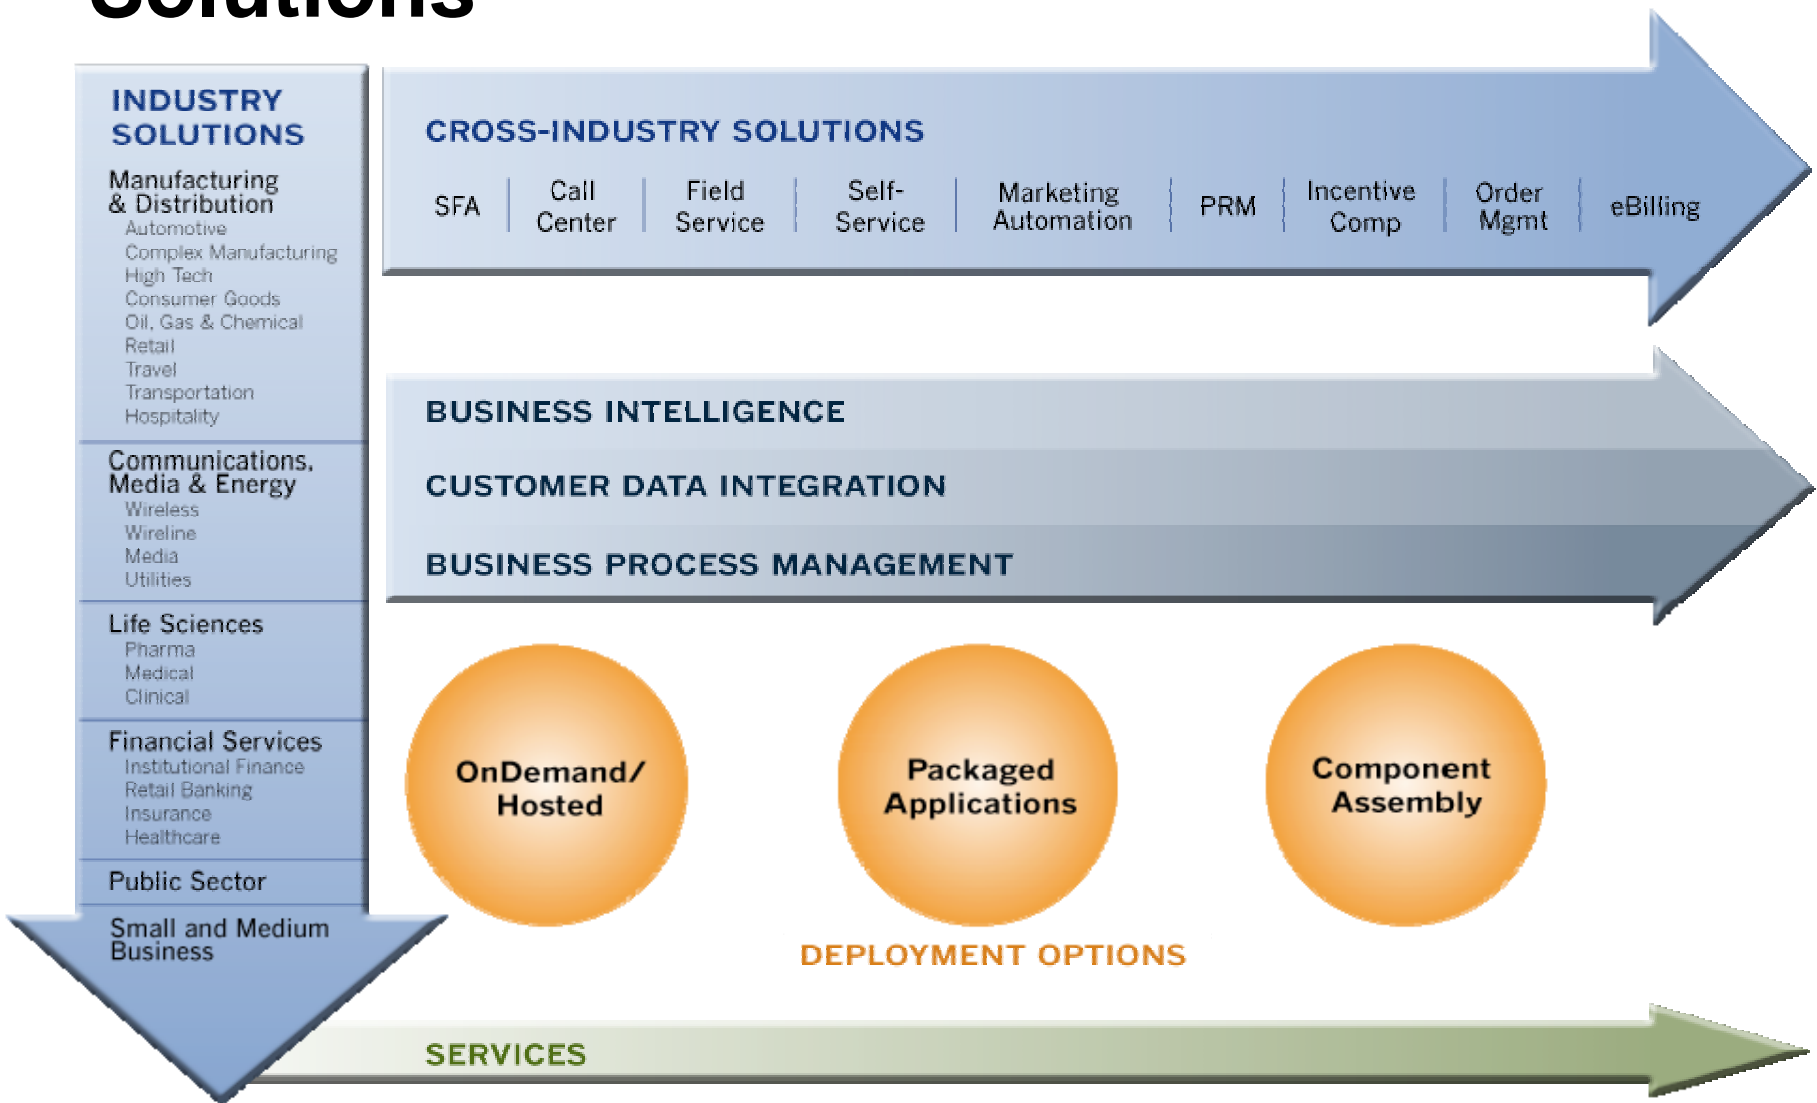 Solutions
INDUSTRY
SOLUTIONS
Manufacturing
& Distribution
Automotive
Complex Manufacturing
High Tech
Consumer Goods
Oil, Gas & Chemical
Retail
Travel
Transportation
Hospitality
Communications,
Media & Energy
Wireless
Wireline
Media
Utilities
Life Sciences
Pharma
Medical
Clinical
Financial Services
Institutional Finance
Retail Banking
Insurance
Healthcare
Public Sector
Small and Medium
Business
CROSS-INDUSTRY SOLUTIONS
SFA
Call
Center
Field
Service
Self-
Service
Marketing
Automation
PRM
Incentive
Comp
Order
Mgmt
eBilling
BUSINESS INTELLIGENCE
CUSTOMER DATA INTEGRATION
BUSINESS PROCESS MANAGEMENT
OnDemand/
Hosted
Packaged
Applications
Component
Assembly
DEPLOYMENT OPTIONS
SERVICES